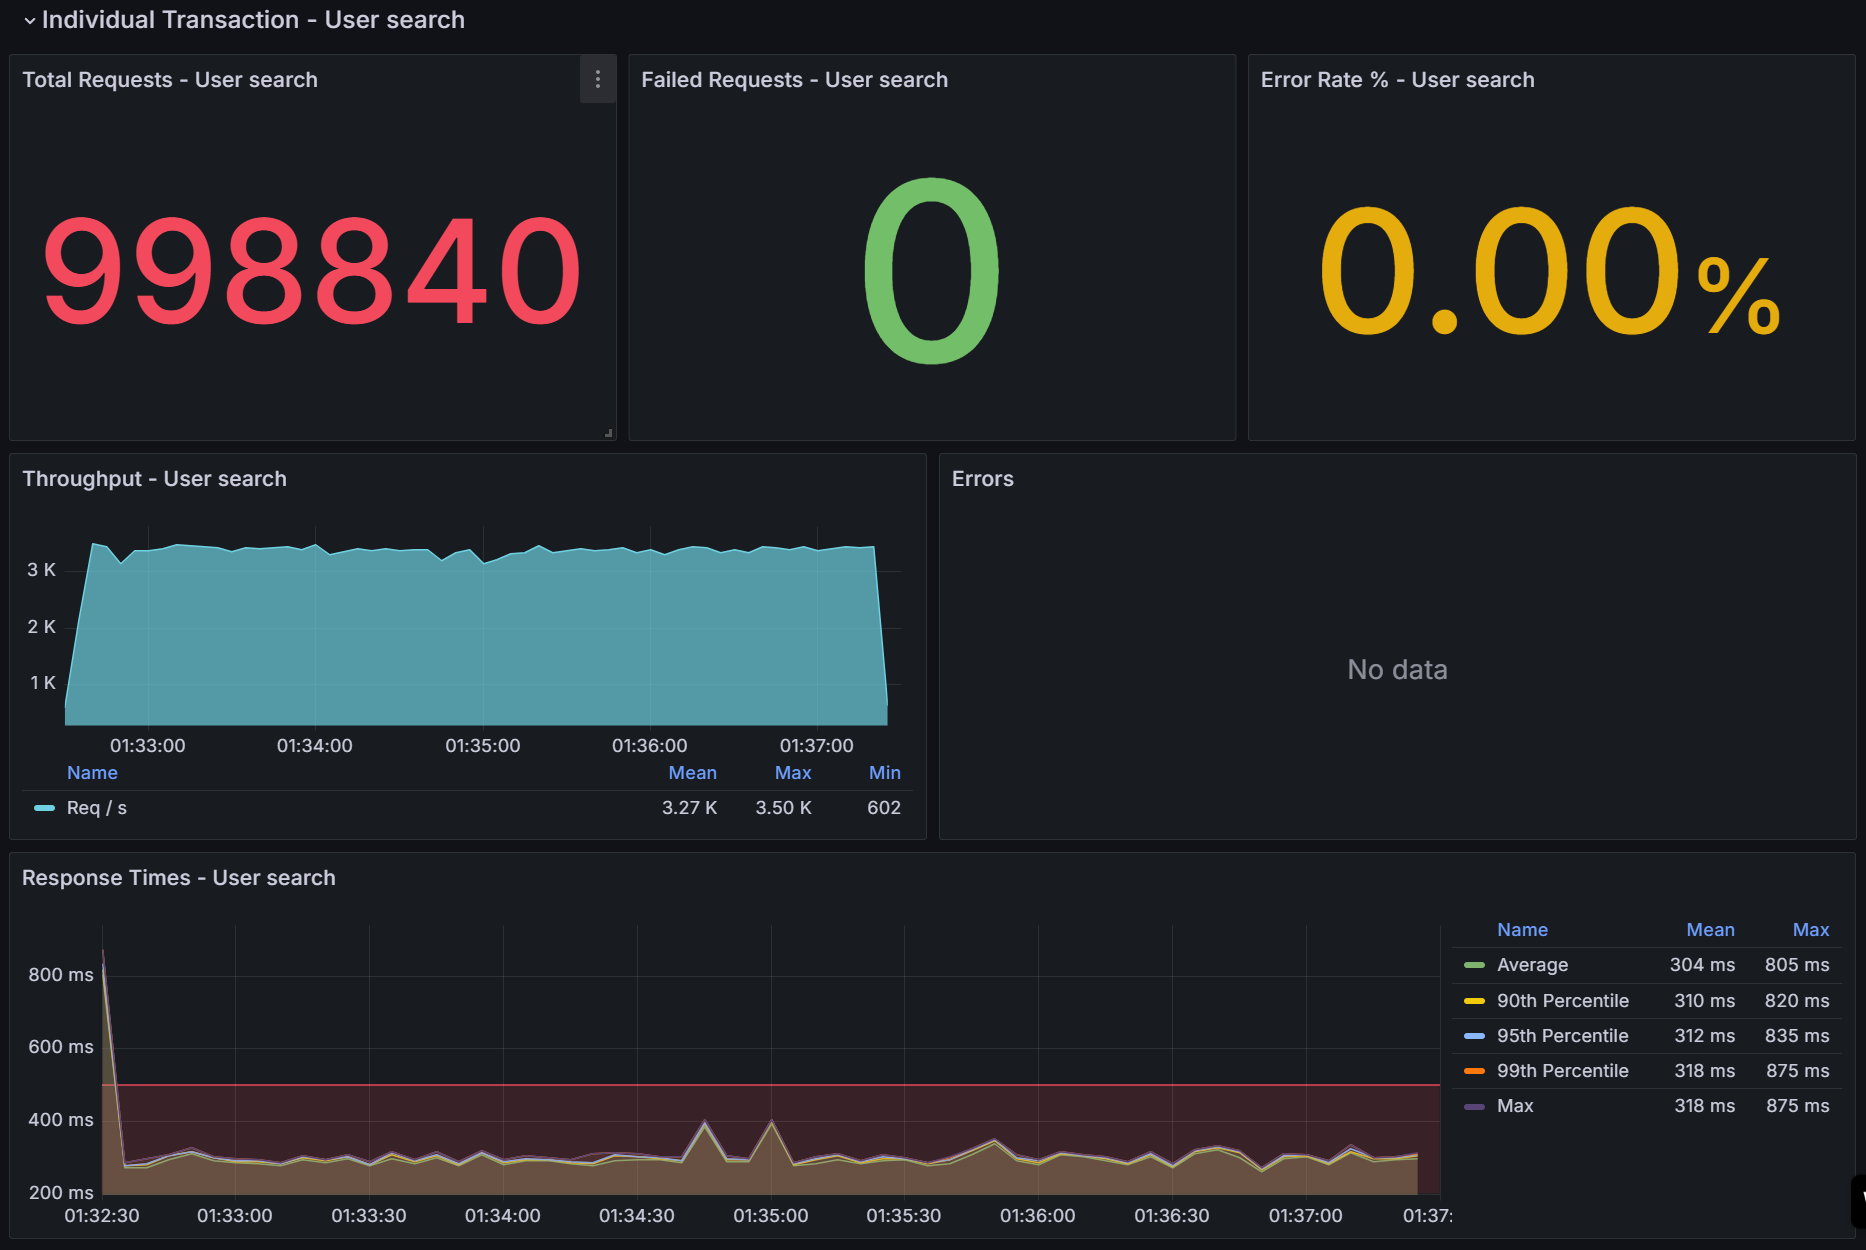 Individual Transaction - User search
Total Requests - User search
998840
Failed Requests - User search
0
Error Rate % - User search
0.00%
Throughput - User search
3 K
2 K
1 K
01:33:00 01:34:00 01:35:00 01:36:00 01:37:00
Name Mean Max Min
Req / s 3.27 K 3.50 K 602
Errors
No data
Response Times - User search
800 ms
600 ms
400 ms
200 ms
01:32:30 01:33:00 01:33:30 01:34:00 01:34:30 01:35:00 01:35:30 01:36:00 01:36:30 01:37:00 01:37:
Name Mean Max
Average 304 ms 805 ms
90th Percentile 310 ms 820 ms
95th Percentile 312 ms 835 ms
99th Percentile 318 ms 875 ms
Max 318 ms 875 ms